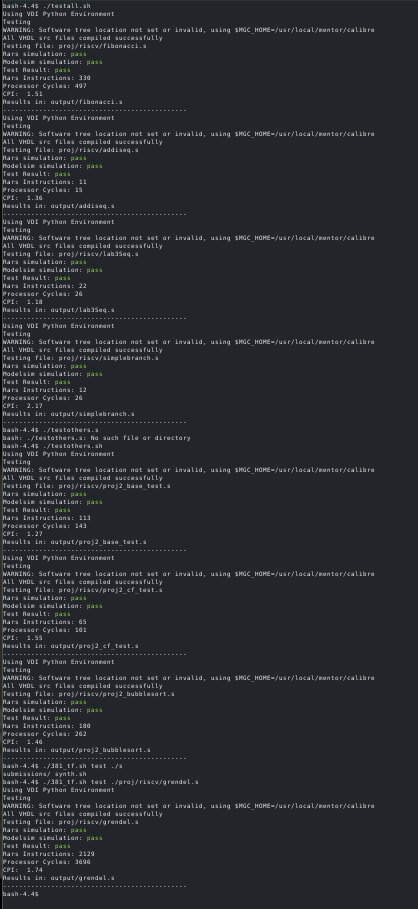 bash-4.4$ ./testall.sh
Using VDI Python Environment
Testing
WARNING: Software tree location not set or invalid, using $MGC_HOME=/usr/local/mentor/calibre
All VHDL src files compiled successfully
Testing file: proj/riscv/fibonacci.s
Rars simulation: pass
Modelsim simulation: pass
Test Result: pass
Rars Instructions: 330
Processor Cycles: 497
CPI:  1.51
Results in: output/fibonacci.s
----------------------------------------------
Using VDI Python Environment
Testing
WARNING: Software tree location not set or invalid, using $MGC_HOME=/usr/local/mentor/calibre
All VHDL src files compiled successfully
Testing file: proj/riscv/addiseq.s
Rars simulation: pass
Modelsim simulation: pass
Test Result: pass
Rars Instructions: 11
Processor Cycles: 15
CPI:  1.36
Results in: output/addiseq.s
----------------------------------------------
Using VDI Python Environment
Testing
WARNING: Software tree location not set or invalid, using $MGC_HOME=/usr/local/mentor/calibre
All VHDL src files compiled successfully
Testing file: proj/riscv/lab3Seq.s
Rars simulation: pass
Modelsim simulation: pass
Test Result: pass
Rars Instructions: 22
Processor Cycles: 26
CPI:  1.18
Results in: output/lab3Seq.s
----------------------------------------------
Using VDI Python Environment
Testing
WARNING: Software tree location not set or invalid, using $MGC_HOME=/usr/local/mentor/calibre
All VHDL src files compiled successfully
Testing file: proj/riscv/simplebranch.s
Rars simulation: pass
Modelsim simulation: pass
Test Result: pass
Rars Instructions: 12
Processor Cycles: 26
CPI:  2.17
Results in: output/simplebranch.s
----------------------------------------------
bash-4.4$ ./testothers.s
bash: ./testothers.s: No such file or directory
bash-4.4$ ./testothers.sh
Using VDI Python Environment
Testing
WARNING: Software tree location not set or invalid, using $MGC_HOME=/usr/local/mentor/calibre
All VHDL src files compiled successfully
Testing file: proj/riscv/proj2_base_test.s
Rars simulation: pass
Modelsim simulation: pass
Test Result: pass
Rars Instructions: 113
Processor Cycles: 143
CPI:  1.27
Results in: output/proj2_base_test.s
----------------------------------------------
Using VDI Python Environment
Testing
WARNING: Software tree location not set or invalid, using $MGC_HOME=/usr/local/mentor/calibre
All VHDL src files compiled successfully
Testing file: proj/riscv/proj2_cf_test.s
Rars simulation: pass
Modelsim simulation: pass
Test Result: pass
Rars Instructions: 65
Processor Cycles: 101
CPI:  1.55
Results in: output/proj2_cf_test.s
----------------------------------------------
Using VDI Python Environment
Testing
WARNING: Software tree location not set or invalid, using $MGC_HOME=/usr/local/mentor/calibre
All VHDL src files compiled successfully
Testing file: proj/riscv/proj2_bubblesort.s
Rars simulation: pass
Modelsim simulation: pass
Test Result: pass
Rars Instructions: 180
Processor Cycles: 262
CPI:  1.46
Results in: output/proj2_bubblesort.s
----------------------------------------------
bash-4.4$ ./381_tf.sh test ./s
submissions/ synth.sh
bash-4.4$ ./381_tf.sh test ./proj/riscv/grendel.s
Using VDI Python Environment
Testing
WARNING: Software tree location not set or invalid, using $MGC_HOME=/usr/local/mentor/calibre
All VHDL src files compiled successfully
Testing file: proj/riscv/grendel.s
Rars simulation: pass
Modelsim simulation: pass
Test Result: pass
Rars Instructions: 2129
Processor Cycles: 3696
CPI:  1.74
Results in: output/grendel.s
----------------------------------------------
bash-4.4$